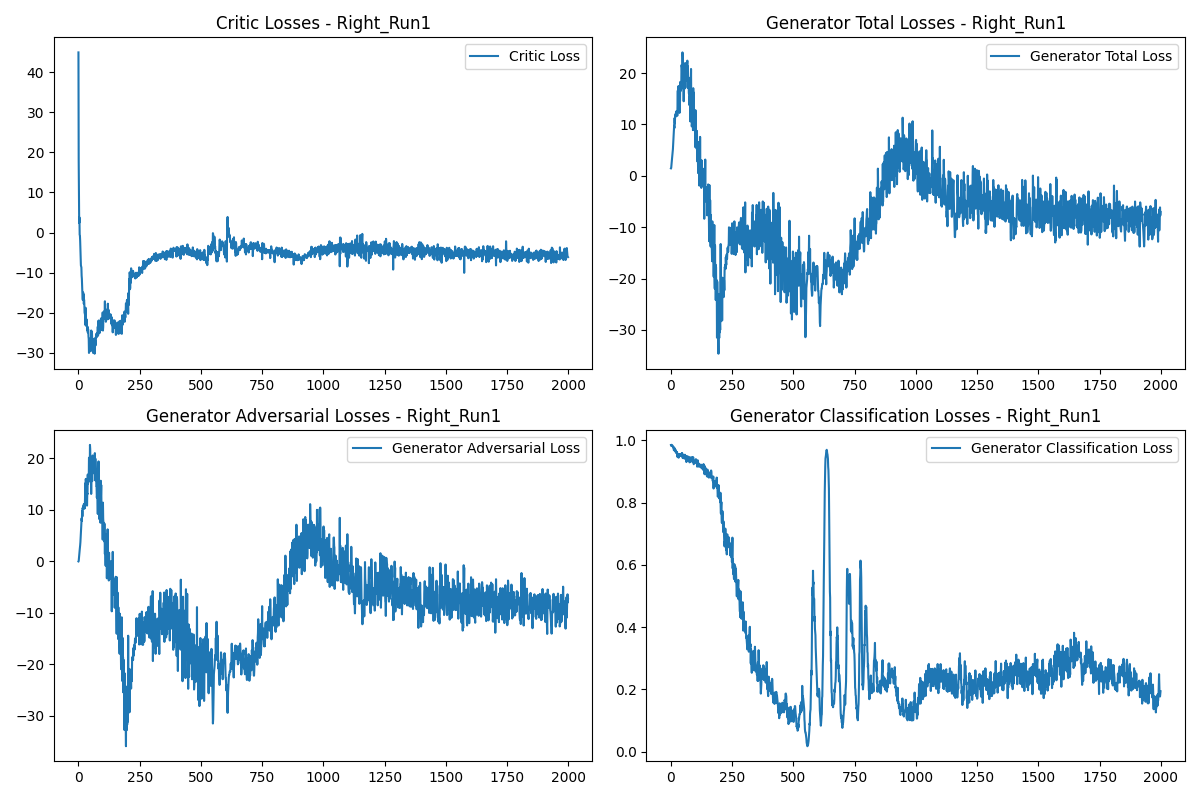 Critic Losses - Right_Run1
Critic Loss
40
30
20
10
0
−10
−20
−30
0 250 500 750 1000 1250 1500 1750 2000
Generator Total Losses - Right_Run1
Generator Total Loss
20
10
0
−10
−20
−30
0 250 500 750 1000 1250 1500 1750 2000
Generator Adversarial Losses - Right_Run1
Generator Adversarial Loss
20
10
0
−10
−20
−30
0 250 500 750 1000 1250 1500 1750 2000
Generator Classification Losses - Right_Run1
Generator Classification Loss
1.0
0.8
0.6
0.4
0.2
0.0
0 250 500 750 1000 1250 1500 1750 2000